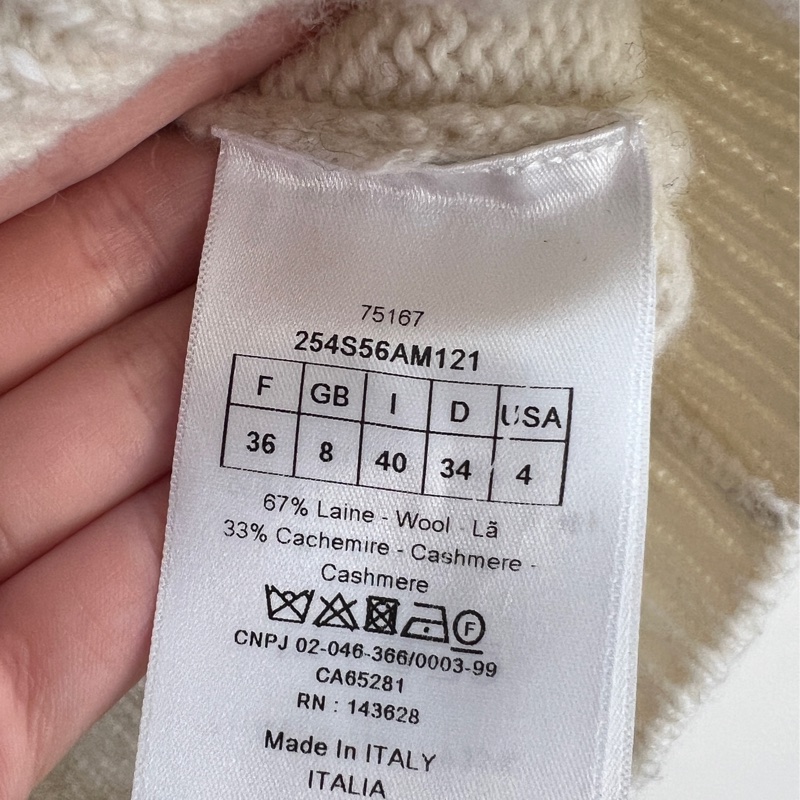 75167
254S56AM121
F GB I D USA
36 8 40 34 4
67% Laine - Wool - Lã
33% Cachemire - Cashmere -
Cashmere
F
CNPJ 02-046-366/0003-99
CA65281
RN : 143628
Made In ITALY
ITALIA